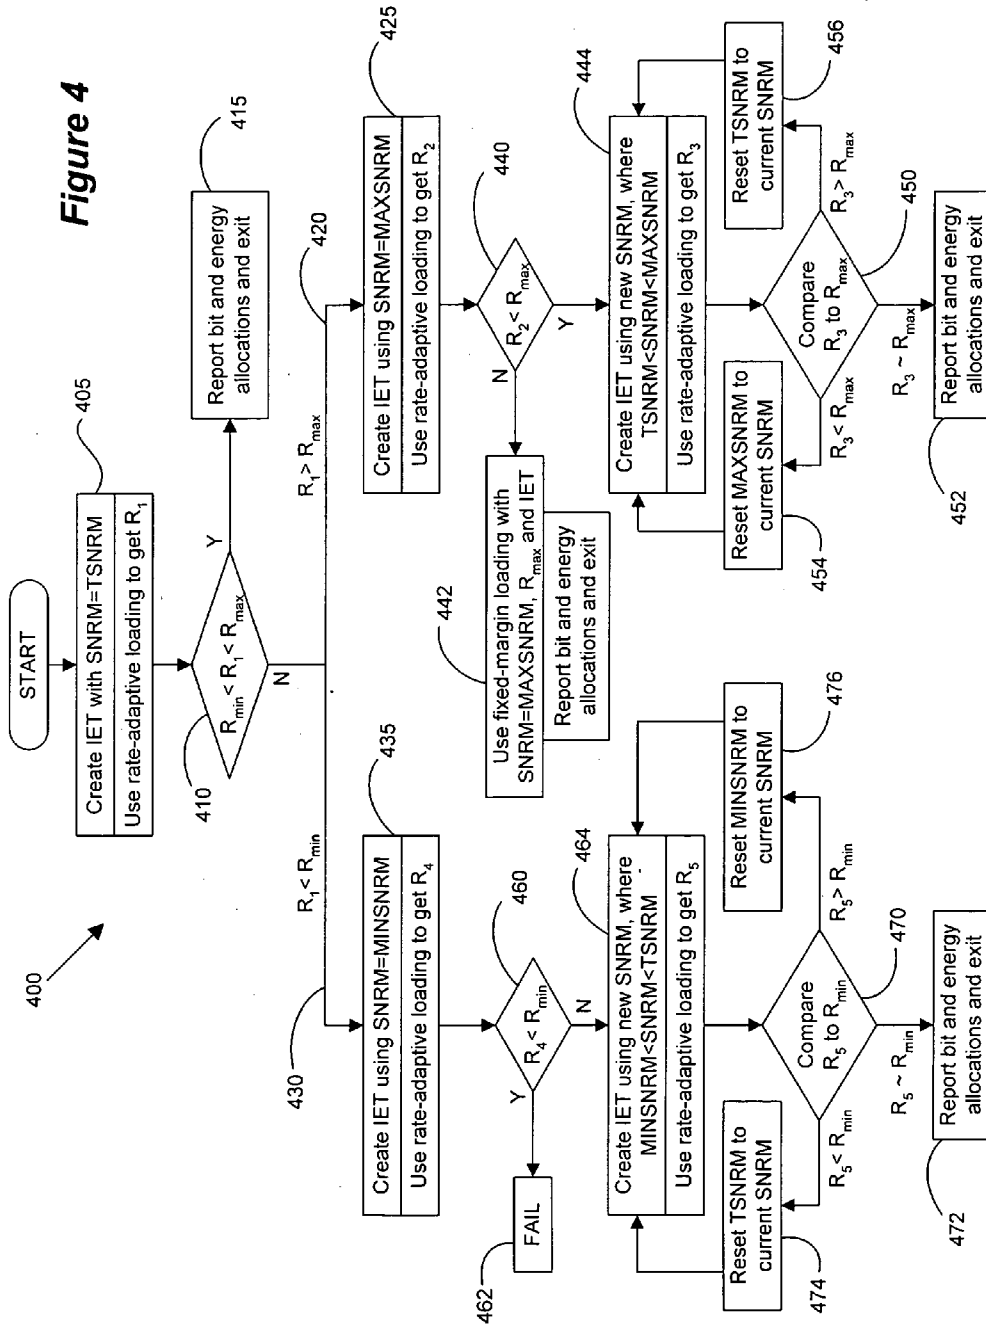 Figure 4
400
START
405
Create IET with SNRM=TSNRM
Use rate-adaptive loading to get R1
410
Rmin < R1 < Rmax
Y
N
415
Report bit and energy
allocations and exit
R1 < Rmin
430
R1 > Rmax
420
435
Create IET using SNRM=MINSNRM
Use rate-adaptive loading to get R4
425
Create IET using SNRM=MAXSNRM
Use rate-adaptive loading to get R2
460
R4 < Rmin
Y
N
462
FAIL
440
R2 < Rmax
N
Y
442
Use fixed-margin loading with
SNRM=MAXSNRM, Rmax and IET
Report bit and energy
allocations and exit
464
Create IET using new SNRM, where
MINSNRM<SNRM<TSNRM
Use rate-adaptive loading to get R5
444
Create IET using new SNRM, where
TSNRM<SNRM<MAXSNRM
Use rate-adaptive loading to get R3
474
Reset TSNRM to
current SNRM
476
Reset MINSNRM to
current SNRM
454
Reset MAXSNRM to
current SNRM
456
Reset TSNRM to
current SNRM
470
Compare
R5 to Rmin
R5 < Rmin
R5 > Rmin
R5 ~ Rmin
450
Compare
R3 to Rmax
R3 < Rmax
R3 > Rmax
R3 ~ Rmax
472
Report bit and energy
allocations and exit
452
Report bit and energy
allocations and exit